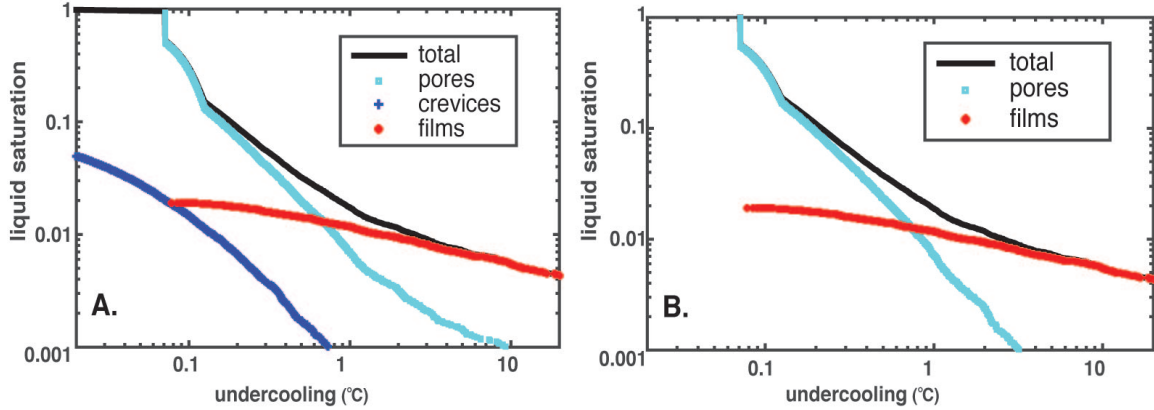 1
0.1
0.01
0.001
liquid saturation
total
pores
crevices
films
A.
0.1
1
10
undercooling (°C)
1
0.1
0.01
0.001
liquid saturation
total
pores
films
B.
0.1
1
10
undercooling (°C)